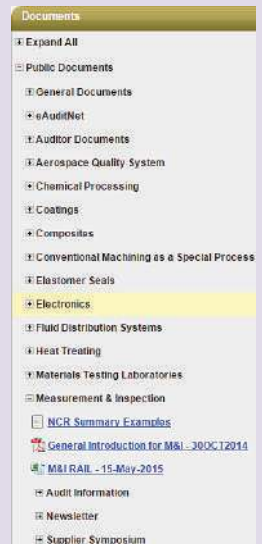 Documents
Expand All
Public Documents
General Documents
eAuditNet
Auditor Documents
Aerospace Quality System
Chemical Processing
Coatings
Composites
Conventional Machining as a Special Process
Elastomer Seals
Electronics
Fluid Distribution Systems
Heat Treating
Materials Testing Laboratories
Measurement & Inspection
NCR Summary Examples
General Introduction for M&I - 30OCT2014
M&I RAIL - 15-May-2015
Audit Information
Newsletter
Supplier Symposium